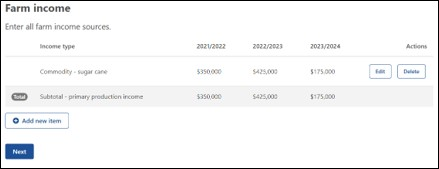 Farm income
Enter all farm income sources.
Income type 2021/2022 2022/2023 2023/2024 Actions
Commodity - sugar cane $350,000 $425,000 $175,000 Edit Delete
Total Subtotal - primary production income $350,000 $425,000 $175,000
Add new item
Next